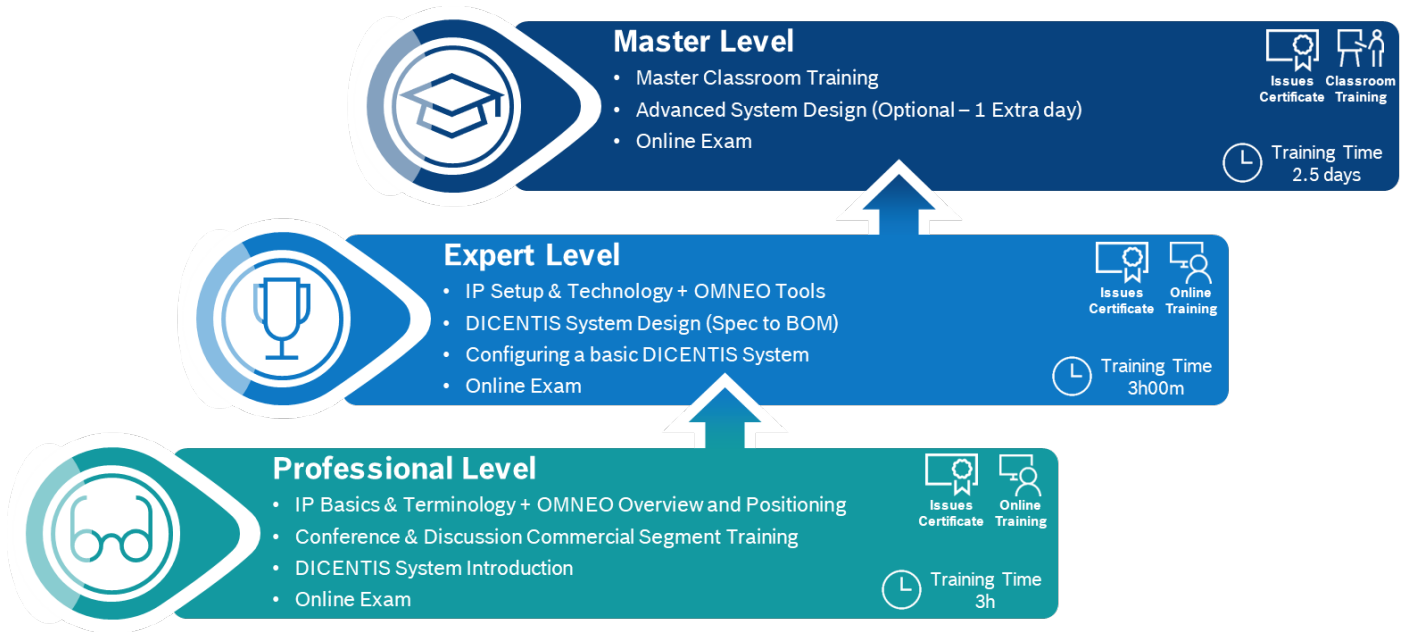 Master Level
• Master Classroom Training
• Advanced System Design (Optional – 1 Extra day)
• Online Exam
Issues Certificate
Classroom Training
Training Time
2.5 days
Expert Level
• IP Setup & Technology + OMNEO Tools
• DICENTIS System Design (Spec to BOM)
• Configuring a basic DICENTIS System
• Online Exam
Issues Certificate
Online Training
Training Time
3h00m
Professional Level
• IP Basics & Terminology + OMNEO Overview and Positioning
• Conference & Discussion Commercial Segment Training
• DICENTIS System Introduction
• Online Exam
Issues Certificate
Online Training
Training Time
3h